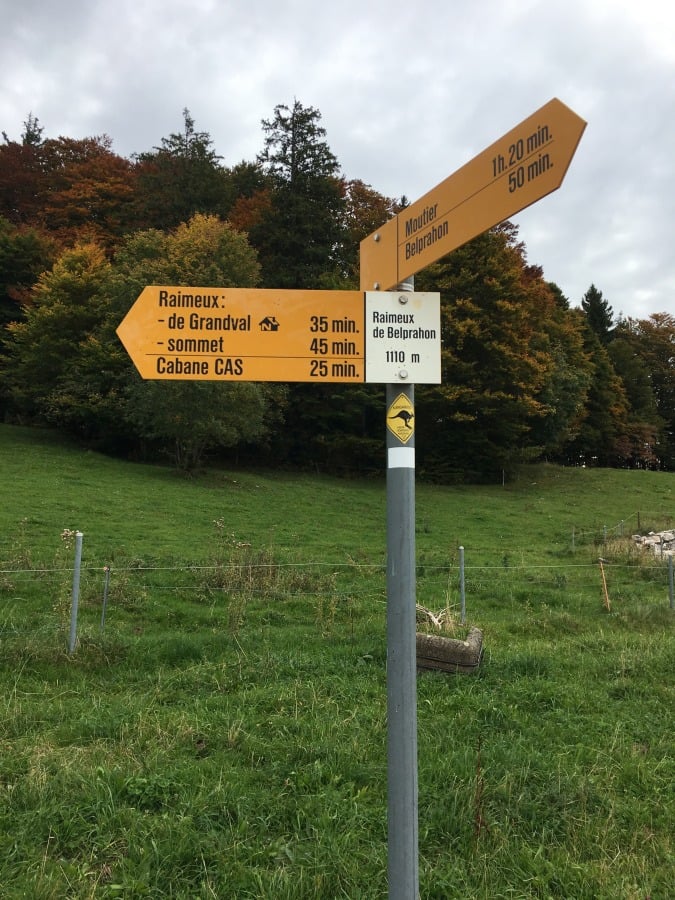 Moutier 1h. 20 min.
Belprahon 50 min.
Raimeux:
- de Grandval 35 min.
- sommet 45 min.
Cabane CAS 25 min.
Raimeux
de Belprahon
1110 m